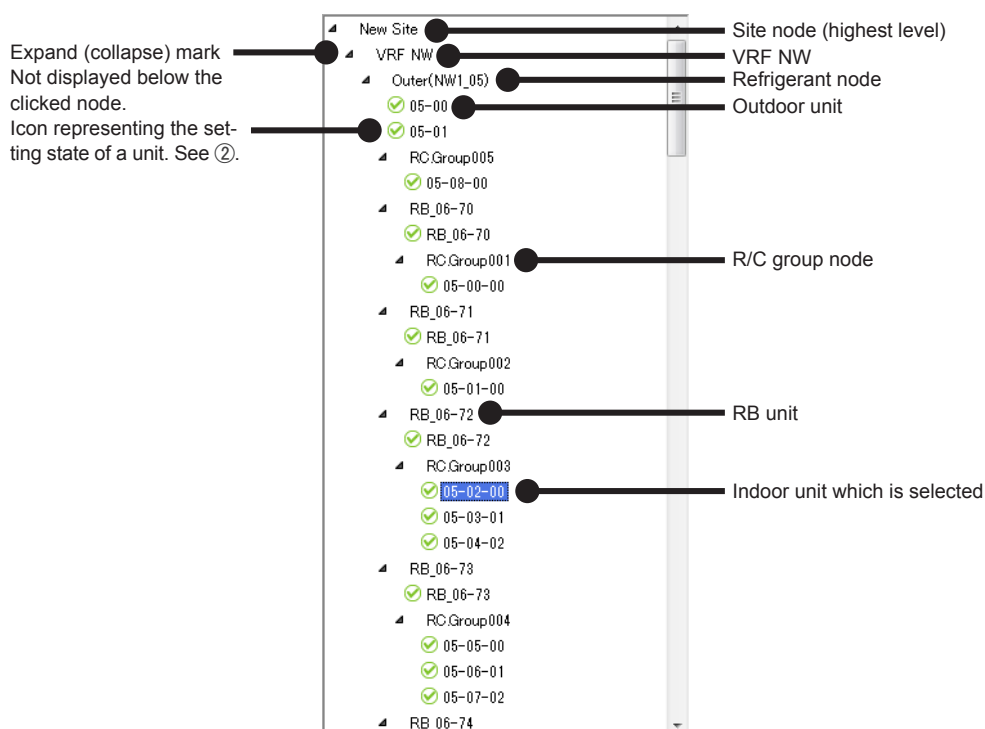 Expand (collapse) mark
Not displayed below the
clicked node.
Icon representing the set-
ting state of a unit. See ②.
New Site
VRF NW
Outer(NW1_05)
05-00
05-01
RC.Group005
05-08-00
RB_06-70
RB_06-70
RC.Group001
05-00-00
RB_06-71
RB_06-71
RC.Group002
05-01-00
RB_06-72
RB_06-72
RC.Group003
05-02-00
05-03-01
05-04-02
RB_06-73
RB_06-73
RC.Group004
05-05-00
05-06-01
05-07-02
RB_06-74
Site node (highest level)
VRF NW
Refrigerant node
Outdoor unit
R/C group node
RB unit
Indoor unit which is selected